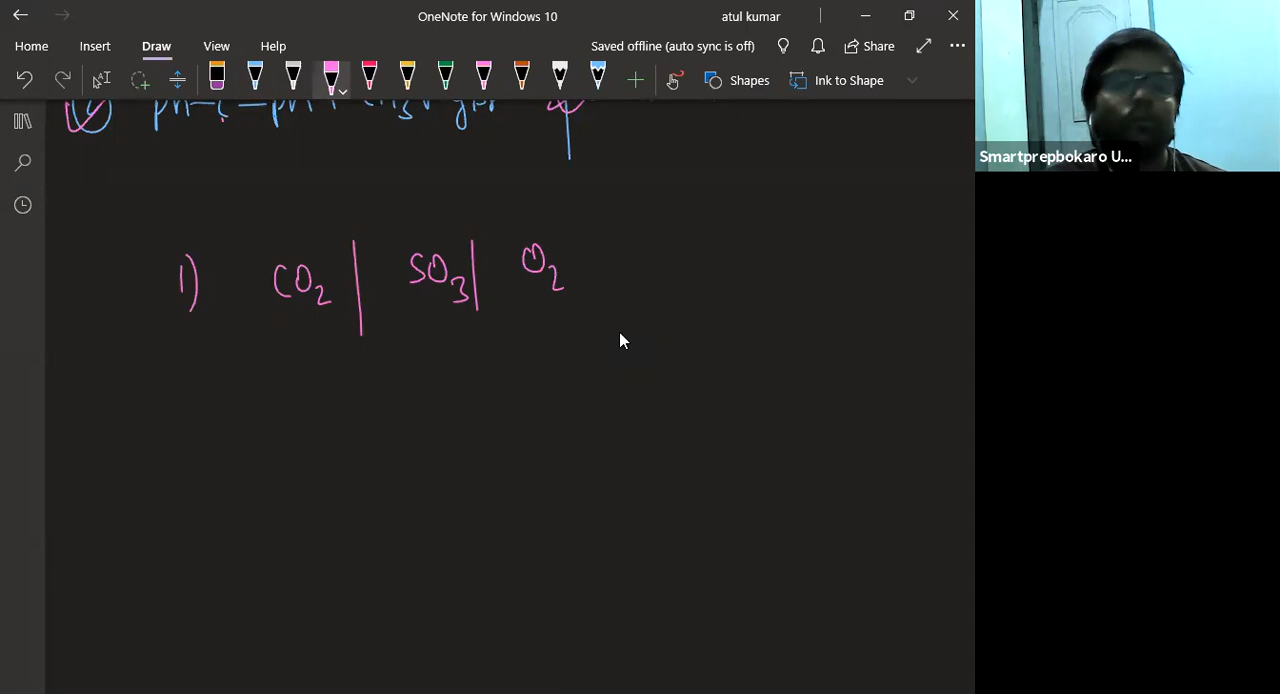 OneNote for Windows 10
atul kumar
Home Insert Draw View Help
Saved offline (auto sync is off)
Share
Shapes
Ink to Shape
Smartprepbokaro U...
1) CO₂ | SO₃ | O₂